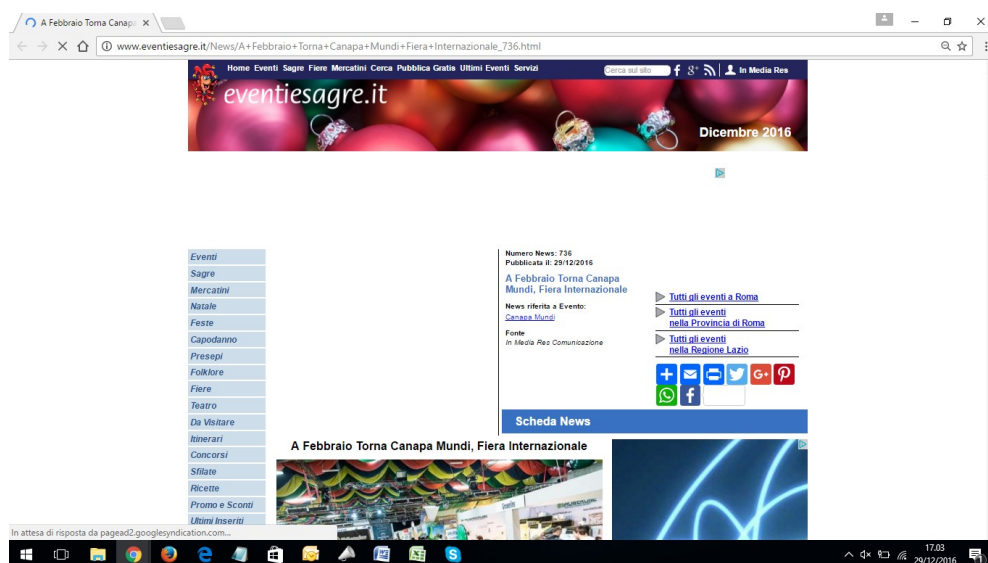 A Febbraio Torna Canapa
www.eventiesagre.it/News/A+Febbraio+Torna+Canapa+Mundi+Fiera+Internazionale_736.html
Home Eventi Sagre Fiere Mercatini Cerca Pubblica Gratis Ultimi Eventi Servizi
Cerca sul sito
In Media Res
eventiesagre.it
Dicembre 2016
Eventi
Sagre
Mercatini
Natale
Feste
Capodanno
Presepi
Folklore
Fiere
Teatro
Da Visitare
Itinerari
Concorsi
Sfilate
Ricette
Promo e Sconti
Ultimi Inseriti
Numero News: 736
Pubblicata il: 29/12/2016
A Febbraio Torna Canapa
Mundi, Fiera Internazionale
News riferita a Evento:
Canapa Mundi
Fonte
In Media Res Comunicazione
Tutti gli eventi a Roma
Tutti gli eventi
nella Provincia di Roma
Tutti gli eventi
nella Regione Lazio
Scheda News
A Febbraio Torna Canapa Mundi, Fiera Internazionale
In attesa di risposta da pagead2.googlesyndication.com...
17.03
29/12/2016